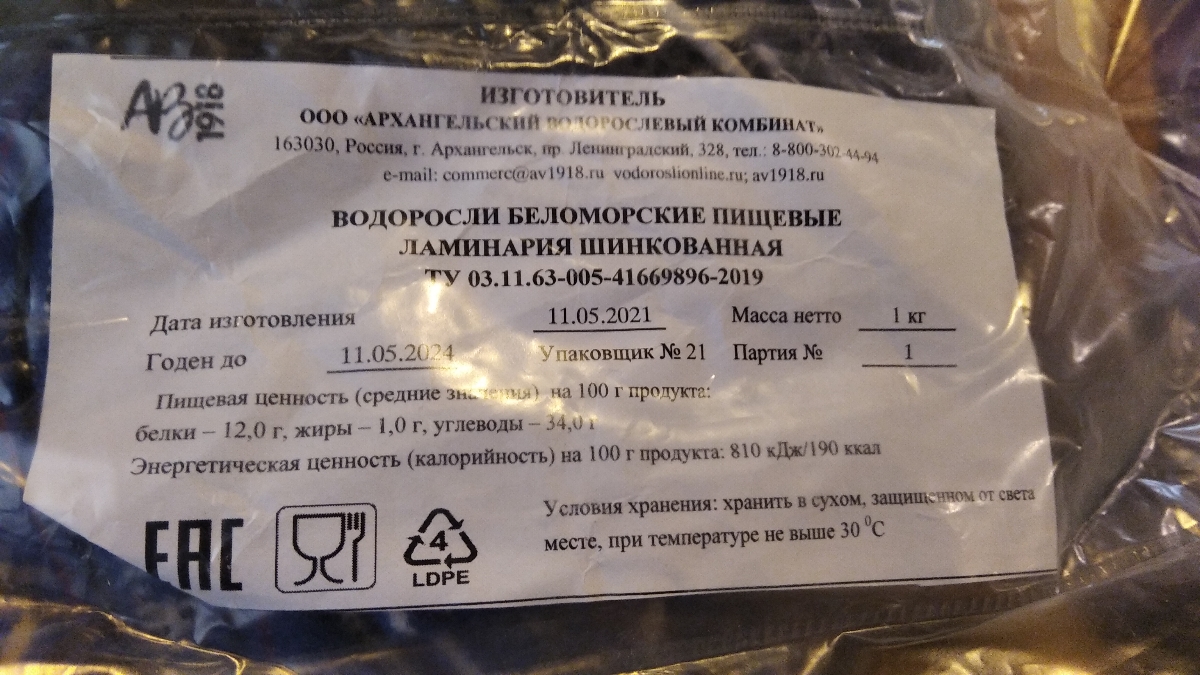 АВ 1918
ИЗГОТОВИТЕЛЬ
ООО «АРХАНГЕЛЬСКИЙ ВОДОРОСЛЕВЫЙ КОМБИНАТ»
163030, Россия, г. Архангельск, пр. Ленинградский, 328, тел.: 8-800-302-44-94
e-mail: commerc@av1918.ru vodoroslionline.ru; av1918.ru
ВОДОРОСЛИ БЕЛОМОРСКИЕ ПИЩЕВЫЕ
ЛАМИНАРИЯ ШИНКОВАННАЯ
ТУ 03.11.63-005-41669896-2019
Дата изготовления 11.05.2021 Масса нетто 1 кг
Годен до 11.05.2024 Упаковщик № 21 Партия № 1
Пищевая ценность (средние значения) на 100 г продукта:
белки – 12,0 г, жиры – 1,0 г, углеводы – 34,0 г
Энергетическая ценность (калорийность) на 100 г продукта: 810 кДж/190 ккал
Условия хранения: хранить в сухом, защищенном от света
месте, при температуре не выше 30 °С
ЕАС
4
LDPE